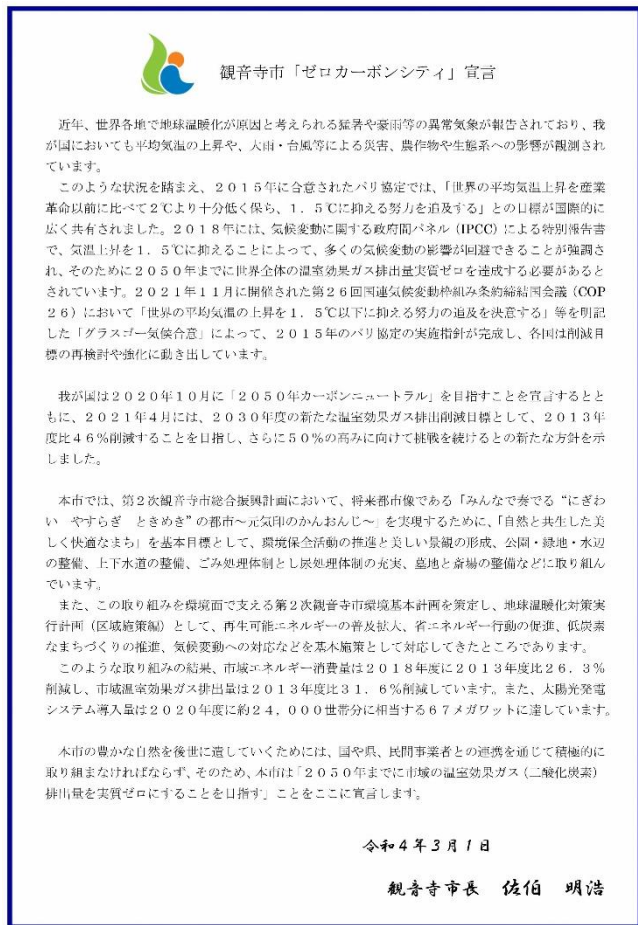 観音寺市「ゼロカーボンシティ」宣言
　近年、世界各地で地球温暖化が原因と考えられる猛暑や豪雨等の異常気象が報告されており、我
が国においても平均気温の上昇や、大雨・台風等による災害、農作物や生態系への影響が観測され
ています。
　このような状況を踏まえ、２０１５年に合意されたパリ協定では、「世界の平均気温上昇を産業
革命以前に比べて２℃より十分低く保ち、１．５℃に抑える努力を追及する」との目標が国際的に
広く共有されました。２０１８年には、気候変動に関する政府間パネル（IPCC）による特別報告書
で、気温上昇を１．５℃に抑えることによって、多くの気候変動の影響が回避できることが強調さ
れ、そのために２０５０年までに世界全体の温室効果ガス排出量実質ゼロを達成する必要があると
されています。２０２１年１１月に開催された第２６回国連気候変動枠組み条約締結国会議（COP
２６）において「世界の平均気温の上昇を１．５℃以下に抑える努力の追及を決意する」等を明記
した「グラスゴー気候合意」によって、２０１５年のパリ協定の実施指針が完成し、各国は削減目
標の再検討や強化に動き出しています。
　我が国は２０２０年１０月に「２０５０年カーボンニュートラル」を目指すことを宣言するとと
もに、２０２１年４月には、２０３０年度の新たな温室効果ガス排出削減目標として、２０１３年
度比４６％削減することを目指し、さらに５０％の高みに向けて挑戦を続けるとの新たな方針を示
しました。
　本市では、第２次観音寺市総合振興計画において、将来都市像である「みんなで奏でる“にぎわ
い　やすらぎ　ときめき”の都市～元気印のかんおんじ～」を実現するために、「自然と共生した美
しく快適なまち」を基本目標として、環境保全活動の推進と美しい景観の形成、公園・緑地・水辺
の整備、上下水道の整備、ごみ処理体制とし尿処理体制の充実、墓地と斎場の整備などに取り組ん
でいます。
　また、この取り組みを環境面で支える第２次観音寺市環境基本計画を策定し、地球温暖化対策実
行計画（区域施策編）として、再生可能エネルギーの普及拡大、省エネルギー行動の促進、低炭素
なまちづくりの推進、気候変動への対応などを基本施策として対応してきたところであります。
　このような取り組みの結果、市域エネルギー消費量は２０１８年度に２０１３年度比２６．３％
削減し、市域温室効果ガス排出量は２０１３年度比３１．６％削減しています。また、太陽光発電
システム導入量は２０２０年度に約２４，０００世帯分に相当する６７メガワットに達しています。
　本市の豊かな自然を後世に遺していくためには、国や県、民間事業者との連携を通じて積極的に
取り組まなければならず、そのため、本市は「２０５０年までに市域の温室効果ガス（二酸化炭素）
排出量を実質ゼロにすることを目指す」ことをここに宣言します。
令和４年３月１日
観音寺市長　佐伯　明浩